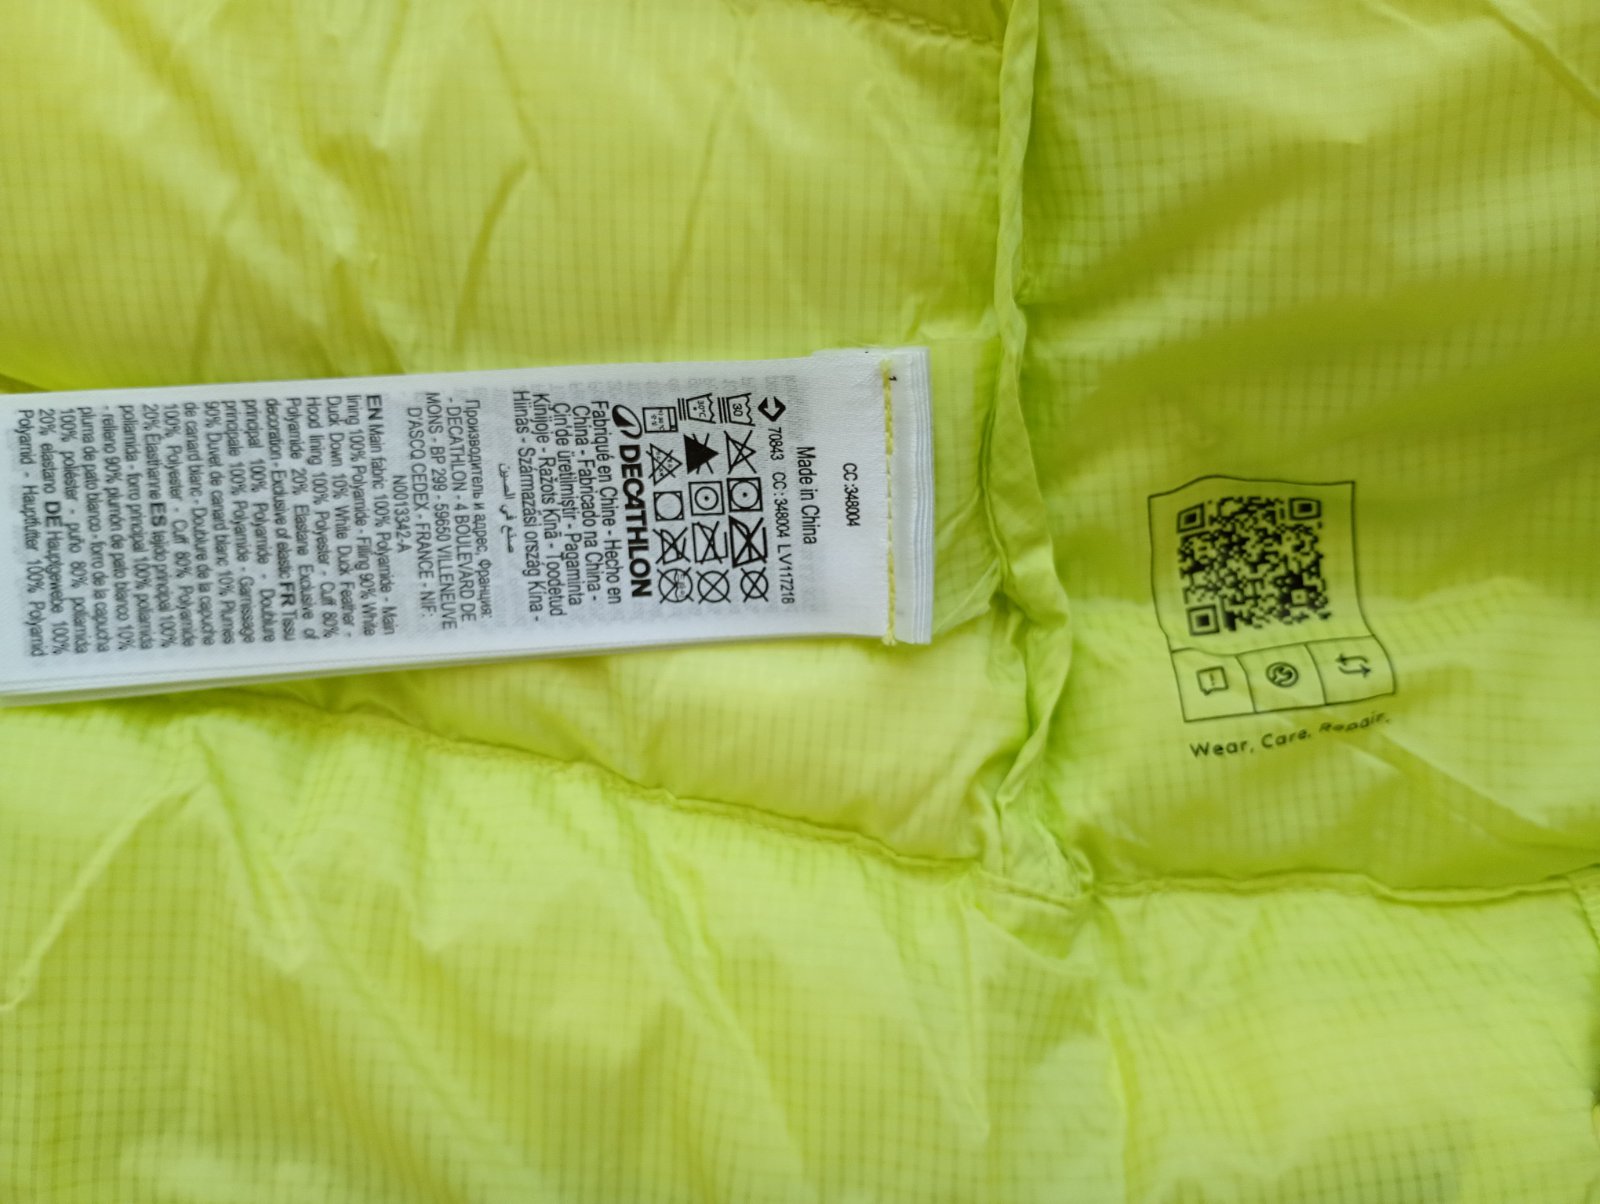 CC:348004
Made in China
70843 CC:348004 LV117218
30
30°C
DECATHLON
Fabriqué en Chine - Hecho en
China - Fabricado na China -
Çin'de üretilmiştir - Pagaminta
Kinijoje - Ražots Ķīnā - Toodetud
Hiinas - Származási ország Kína -
صنع في الصين
Производитель и адрес, Франция:
- DECATHLON - 4 BOULEVARD DE
MONS - BP 299 - 59650 VILLENEUVE
D'ASCQ CEDEX - FRANCE - NIF:
N0013342-A
EN Main fabric 100% Polyamide - Main
lining 100% Polyamide - Filling 90% White
Duck Down 10% White Duck Feather -
Hood lining 100% Polyester - Cuff 80%
Polyamide 20% Elastane Exclusive of
decoration - Exclusive of elastic FR Tissu
principal 100% Polyamide - Doublure
principale 100% Polyamide - Garnissage
90% Duvet de canard blanc 10% Plumes
de canard blanc - Doublure de la capuche
100% Polyester - Cuff 80% Polyamide
20% Elasthanne ES tejido principal 100%
poliamida - forro principal 100% poliamida
- relleno 90% plumón de pato blanco 10%
pluma de pato blanco - forro de la capucha
100% poliéster - puño 80% poliamida
20% elastano DE Hauptgewebe 100%
Polyamid - Hauptfutter 100% Polyamid
Wear. Care. Repair.